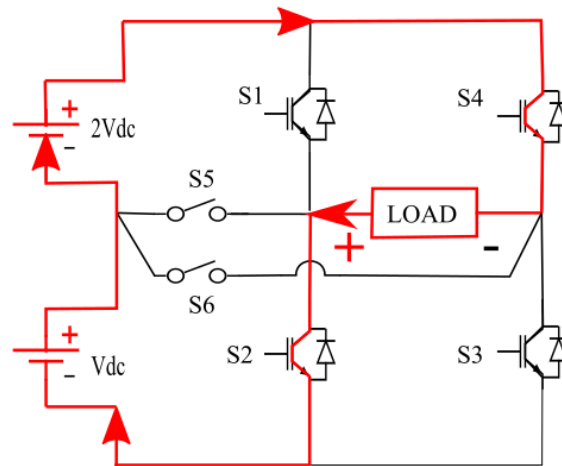 S1
S4
+
2Vdc
-
S5
LOAD
+
-
S6
+
Vdc
-
S2
S3